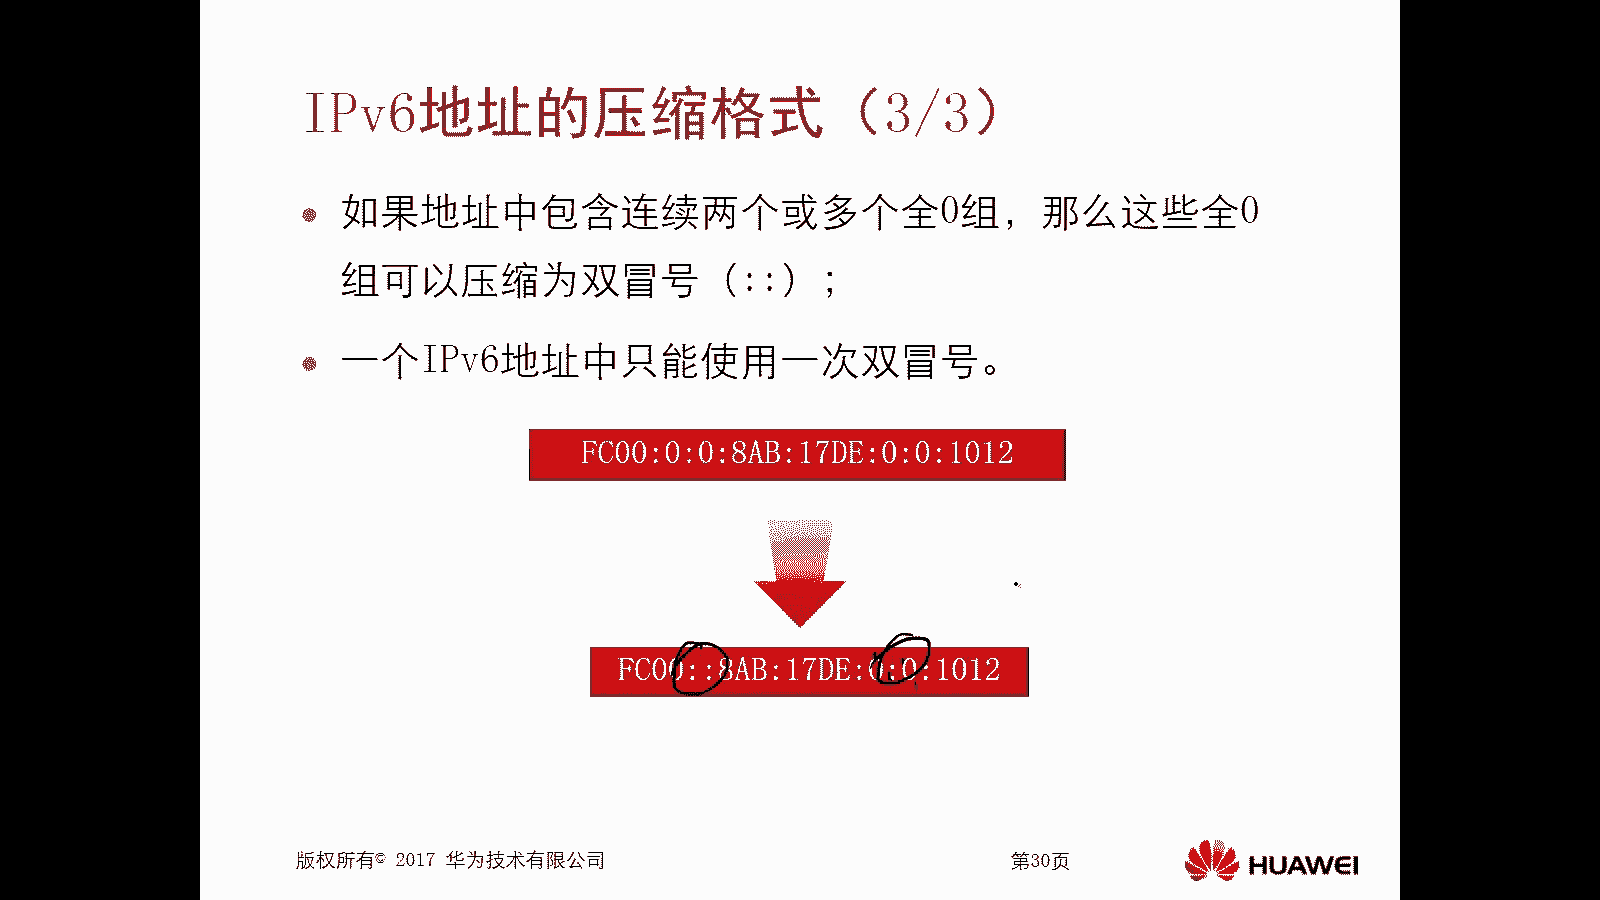 IPv6地址的压缩格式（3/3）
如果地址中包含连续两个或多个全0组，那么这些全0
组可以压缩为双冒号（::）；
一个IPv6地址中只能使用一次双冒号。
FC00:0:0:8AB:17DE:0:0:1012
FC00::8AB:17DE:0:0:1012
版权所有© 2017 华为技术有限公司
第30页
HUAWEI